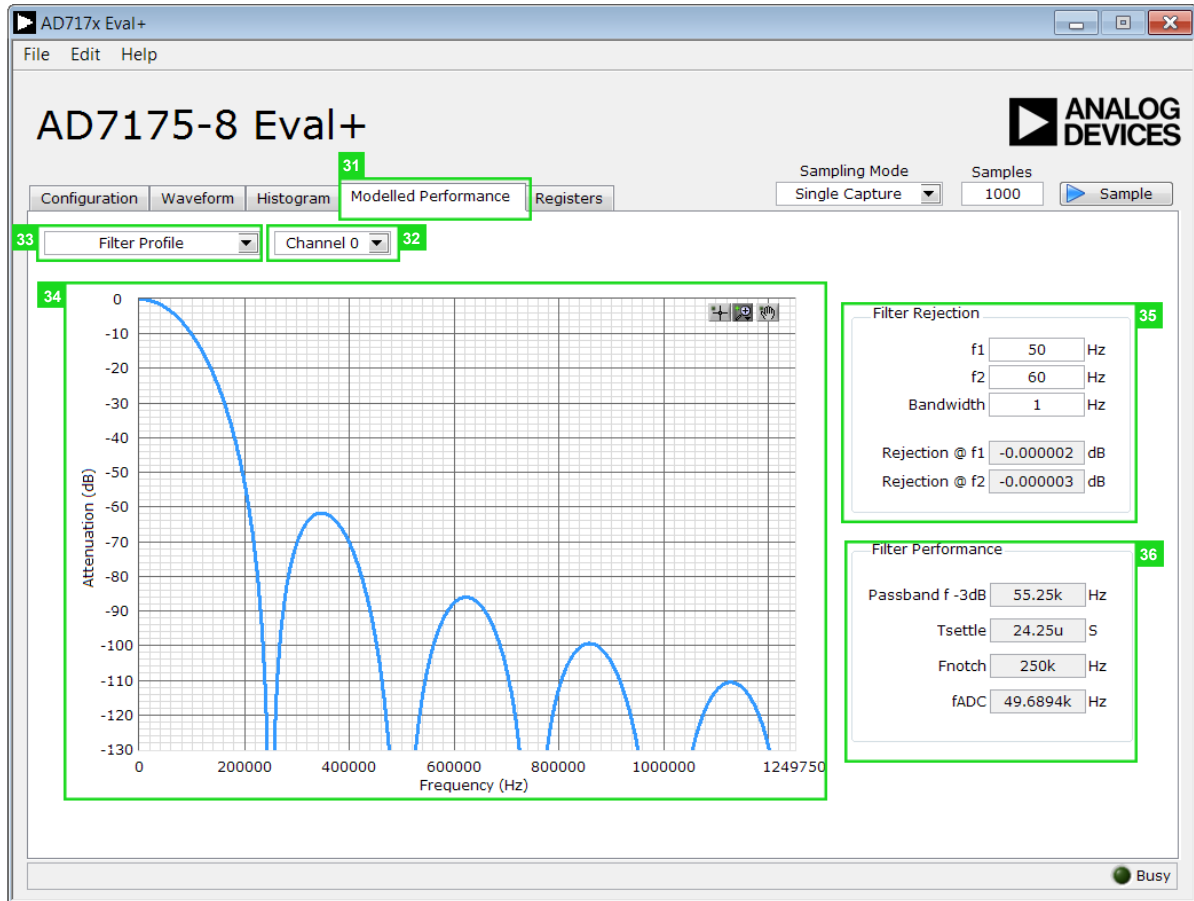 AD717x Eval+
File Edit Help
AD7175-8 Eval+
ANALOG
DEVICES
31
Sampling Mode
Samples
Configuration Waveform Histogram Modelled Performance Registers
Single Capture
1000
Sample
33
Filter Profile
Channel 0
32
34
0
-10
-20
-30
-40
-50
-60
-70
-80
-90
-100
-110
-120
-130
Attenuation (dB)
0 200000 400000 600000 800000 1000000 1249750
Frequency (Hz)
Filter Rejection
35
f1 50 Hz
f2 60 Hz
Bandwidth 1 Hz
Rejection @ f1 -0.000002 dB
Rejection @ f2 -0.000003 dB
Filter Performance
36
Passband f -3dB 55.25k Hz
Tsettle 24.25u S
Fnotch 250k Hz
fADC 49.6894k Hz
Busy